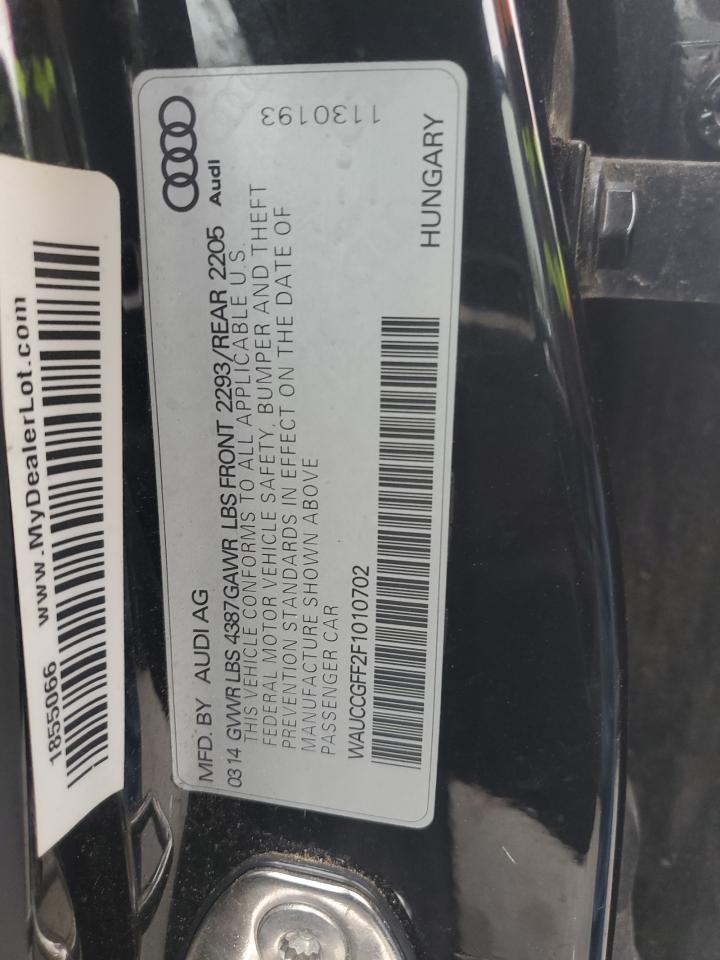 1855066 www.MyDealerLot.com
MFD. BY AUDI AG
Audi
0314 GVWR LBS 4387GAWR LBS FRONT 2293/REAR 2205
THIS VEHICLE CONFORMS TO ALL APPLICABLE U.S.
FEDERAL MOTOR VEHICLE SAFETY, BUMPER AND THEFT
PREVENTION STANDARDS IN EFFECT ON THE DATE OF
MANUFACTURE SHOWN ABOVE
PASSENGER CAR
1130193
WAUCCGFF2F1010702
HUNGARY